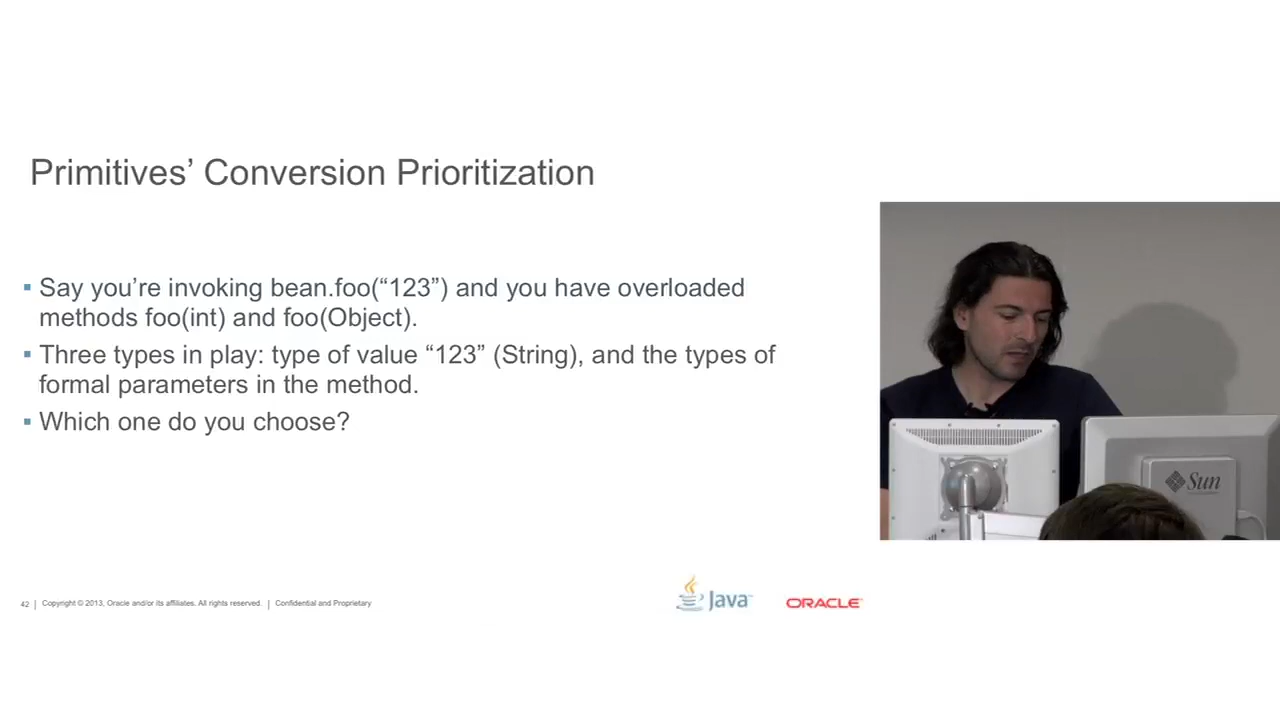 Primitives’ Conversion Prioritization
▪ Say you’re invoking bean.foo(“123”) and you have overloaded
methods foo(int) and foo(Object).
▪ Three types in play: type of value “123” (String), and the types of
formal parameters in the method.
▪ Which one do you choose?
Sun
42 | Copyright © 2013, Oracle and/or its affiliates. All rights reserved. | Confidential and Proprietary
Java™
ORACLE